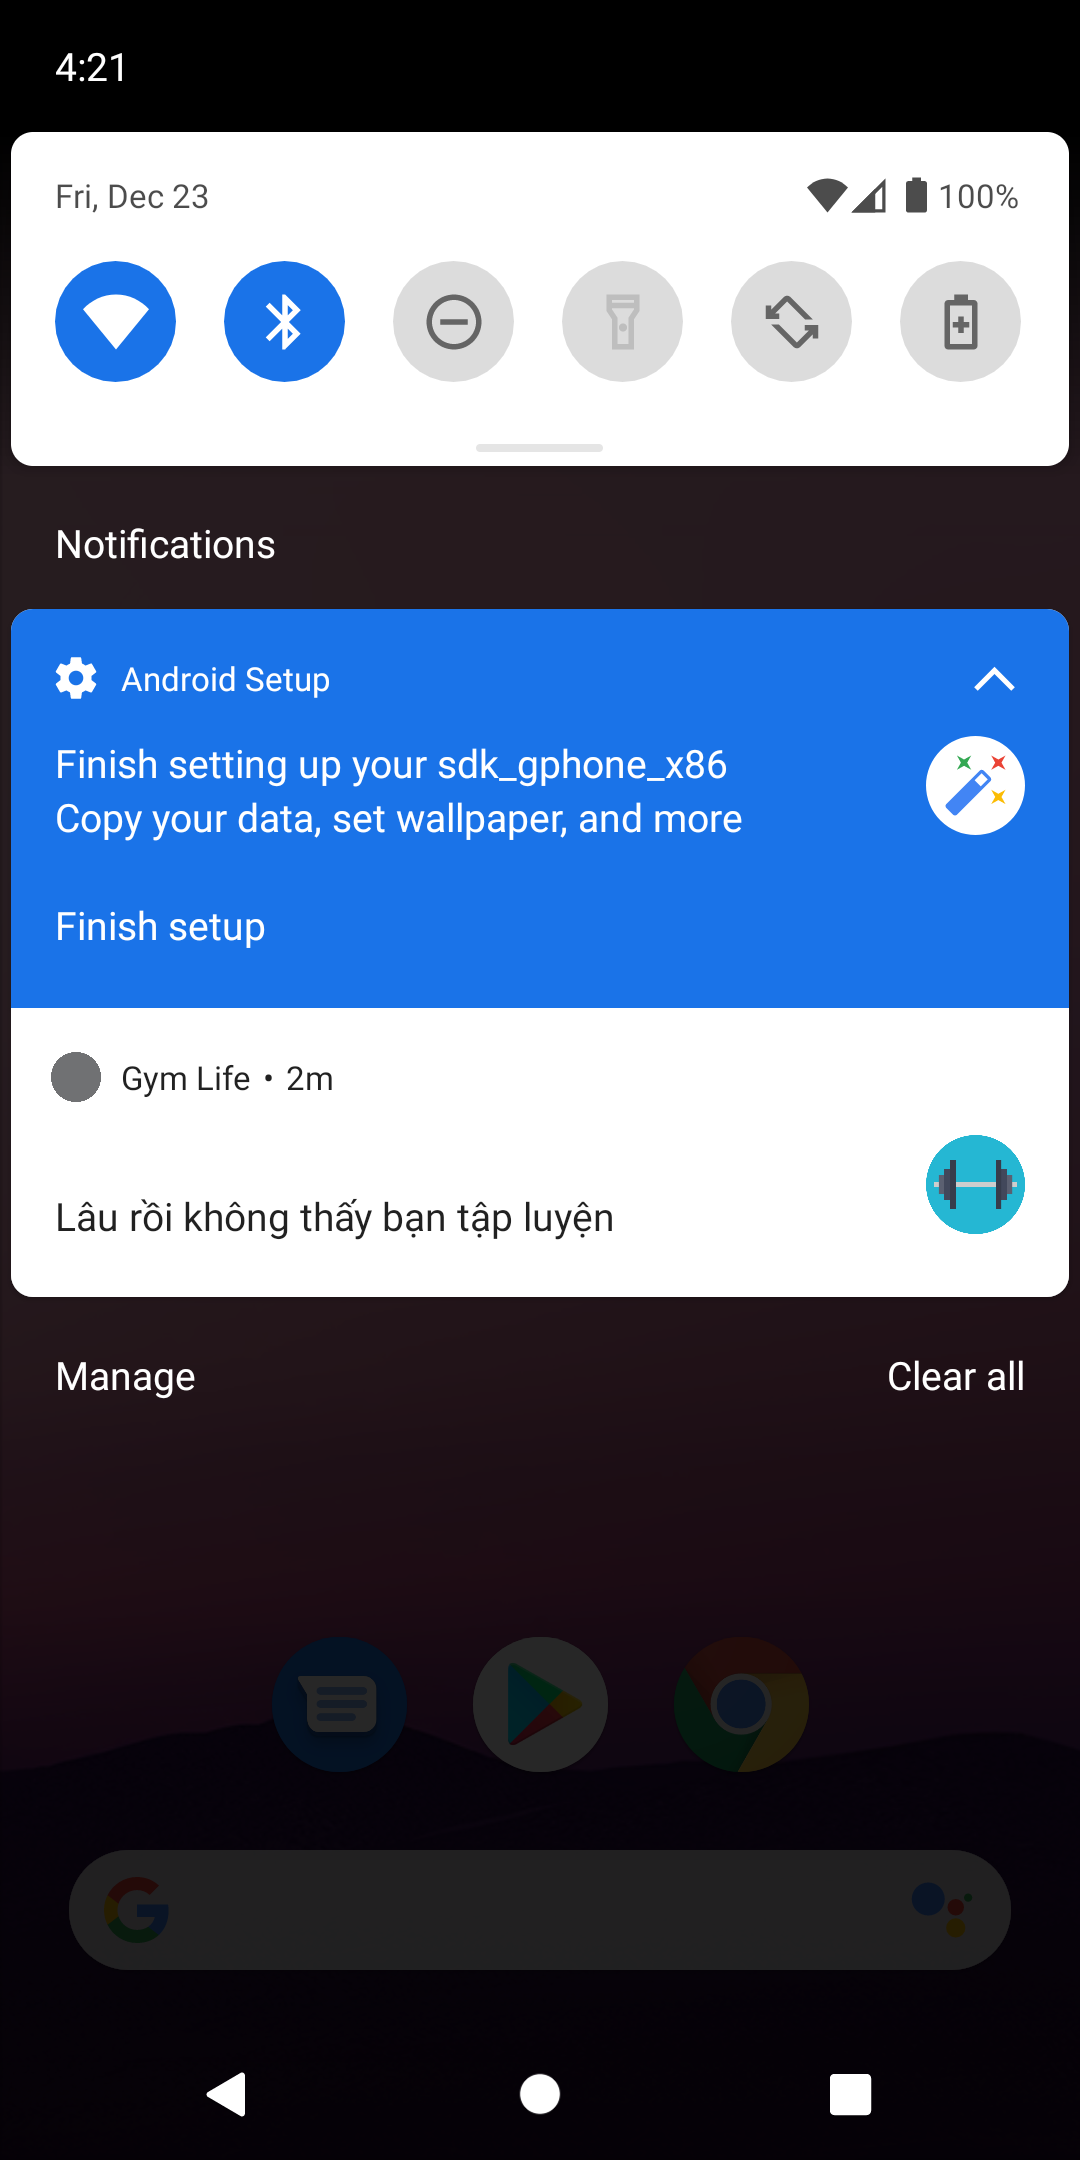 4:21
Fri, Dec 23
100%
Notifications
Android Setup
Finish setting up your sdk_gphone_x86
Copy your data, set wallpaper, and more
Finish setup
Gym Life • 2m
Lâu rồi không thấy bạn tập luyện
Manage
Clear all